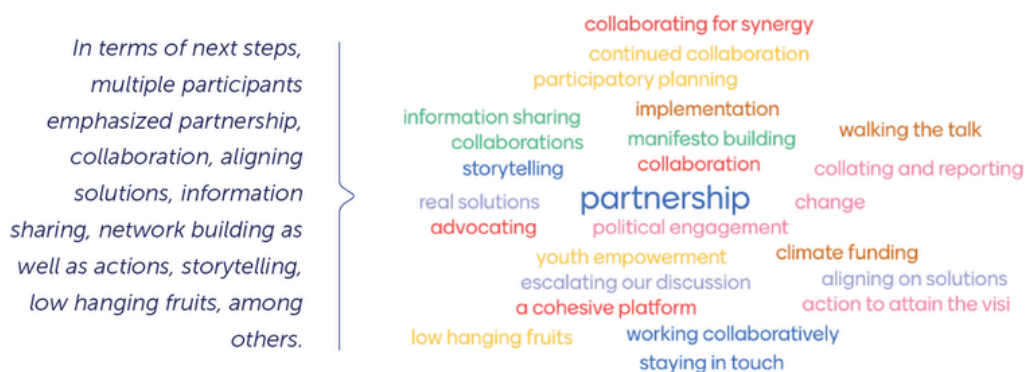 In terms of next steps,
multiple participants
emphasized partnership,
collaboration, aligning
solutions, information
sharing, network building as
well as actions, storytelling,
low hanging fruits, among
others.
collaborating for synergy
continued collaboration
participatory planning
implementation
information sharing
walking the talk
collaborations
manifesto building
storytelling
collaboration
collating and reporting
real solutions
partnership
change
advocating
political engagement
youth empowerment
climate funding
escalating our discussion
aligning on solutions
a cohesive platform
action to attain the visi
low hanging fruits
working collaboratively
staying in touch